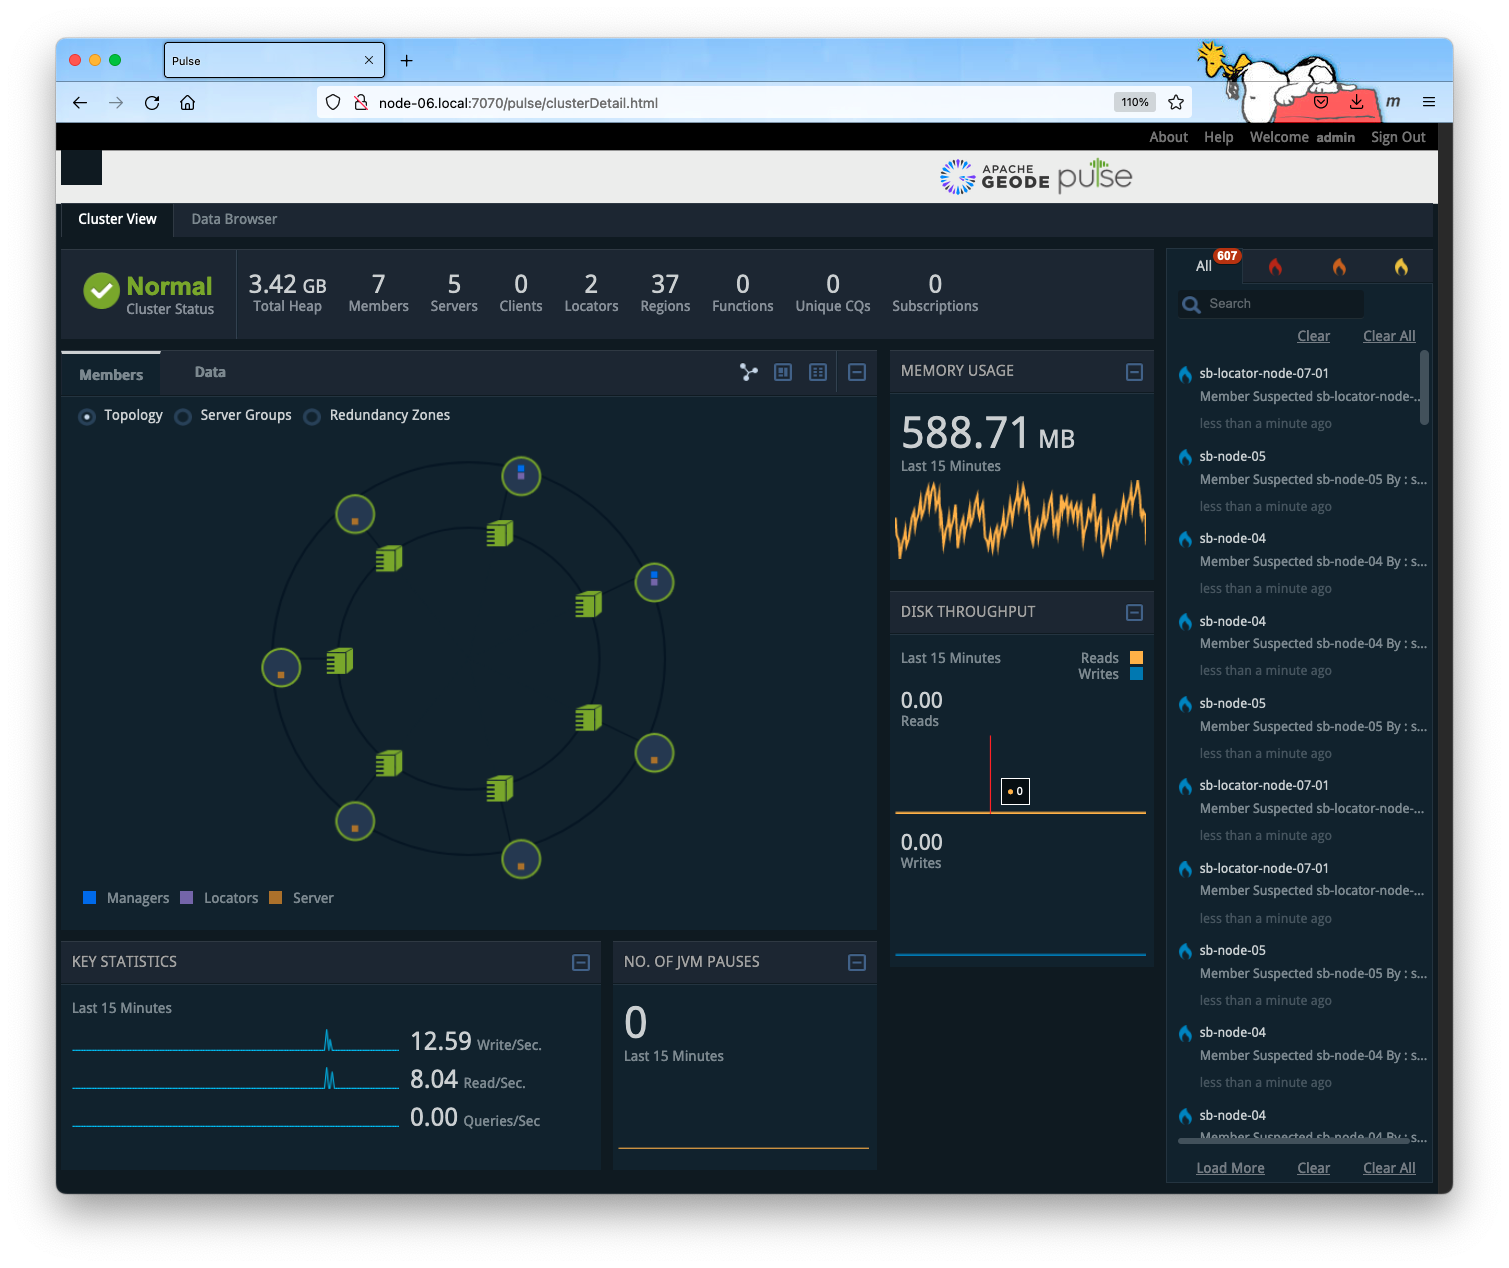 Pulse
node-06.local:7070/pulse/clusterDetail.html
110%
m
About Help Welcome admin Sign Out
APACHE
GEODE pulse
Cluster View Data Browser
Normal
Cluster Status
3.42 GB
Total Heap
7
Members
5
Servers
0
Clients
2
Locators
37
Regions
0
Functions
0
Unique CQs
0
Subscriptions
Members Data
Topology Server Groups Redundancy Zones
Managers Locators Server
MEMORY USAGE
588.71 MB
Last 15 Minutes
DISK THROUGHPUT
Last 15 Minutes Reads
Writes
0.00
Reads
0
0.00
Writes
KEY STATISTICS
Last 15 Minutes
12.59 Write/Sec.
8.04 Read/Sec.
0.00 Queries/Sec
NO. OF JVM PAUSES
0
Last 15 Minutes
All 607
Search
Clear Clear All
sb-locator-node-07-01
Member Suspected sb-locator-node-...
less than a minute ago
sb-node-05
Member Suspected sb-node-05 By : s...
less than a minute ago
sb-node-04
Member Suspected sb-node-04 By : s...
less than a minute ago
sb-node-04
Member Suspected sb-node-04 By : s...
less than a minute ago
sb-node-05
Member Suspected sb-node-05 By : s...
less than a minute ago
sb-locator-node-07-01
Member Suspected sb-locator-node-...
less than a minute ago
sb-locator-node-07-01
Member Suspected sb-locator-node-...
less than a minute ago
sb-node-05
Member Suspected sb-node-05 By : s...
less than a minute ago
sb-node-04
Member Suspected sb-node-04 By : s...
less than a minute ago
sb-node-04
Member Suspected sb-node-04 By : s...
Load More Clear Clear All